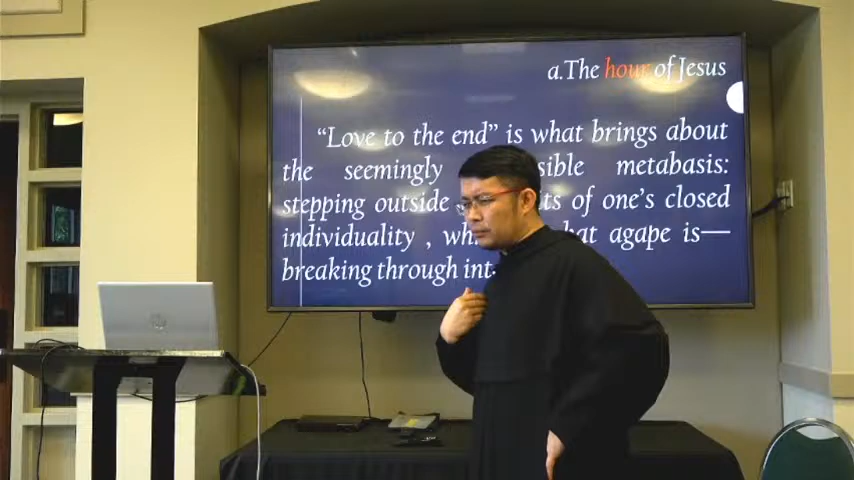 a.The hour of Jesus
“Love to the end” is what brings about
the seemingly sible metabasis:
stepping outside ts of one’s closed
individuality , wh at agape is—
breaking through int